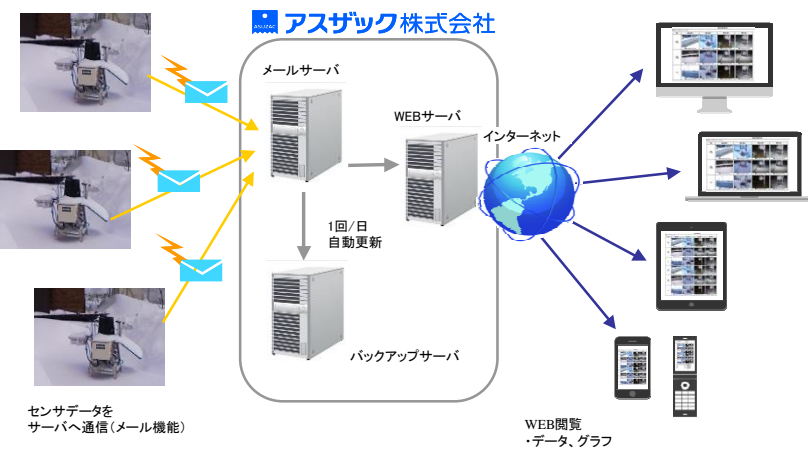 ASUZAC
アスザック株式会社
メールサーバ
WEBサーバ
インターネット
1回/日
自動更新
バックアップサーバ
センサデータを
サーバへ通信(メール機能)
WEB閲覧
・データ、グラフ